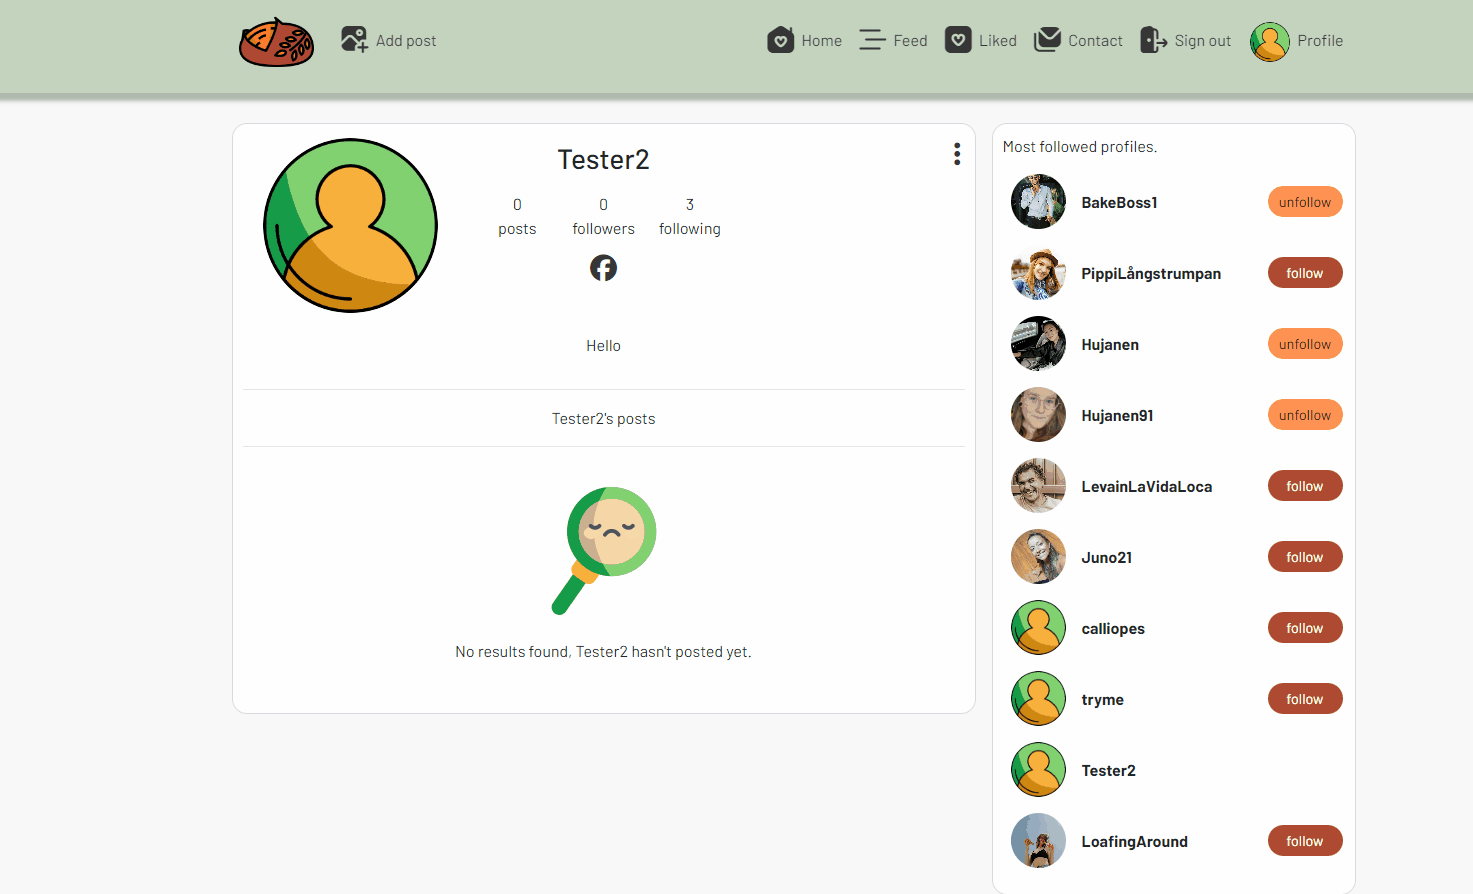 Add post
Home
Feed
Liked
Contact
Sign out
Profile
Tester2
0 posts
0 followers
3 following
Hello
Tester2's posts
No results found, Tester2 hasn't posted yet.
Most followed profiles.
BakeBoss1
unfollow
PippiLångstrumpan
follow
Hujanen
unfollow
Hujanen91
unfollow
LevainLaVidaLoca
follow
Juno21
follow
calliopes
follow
tryme
follow
Tester2
LoafingAround
follow